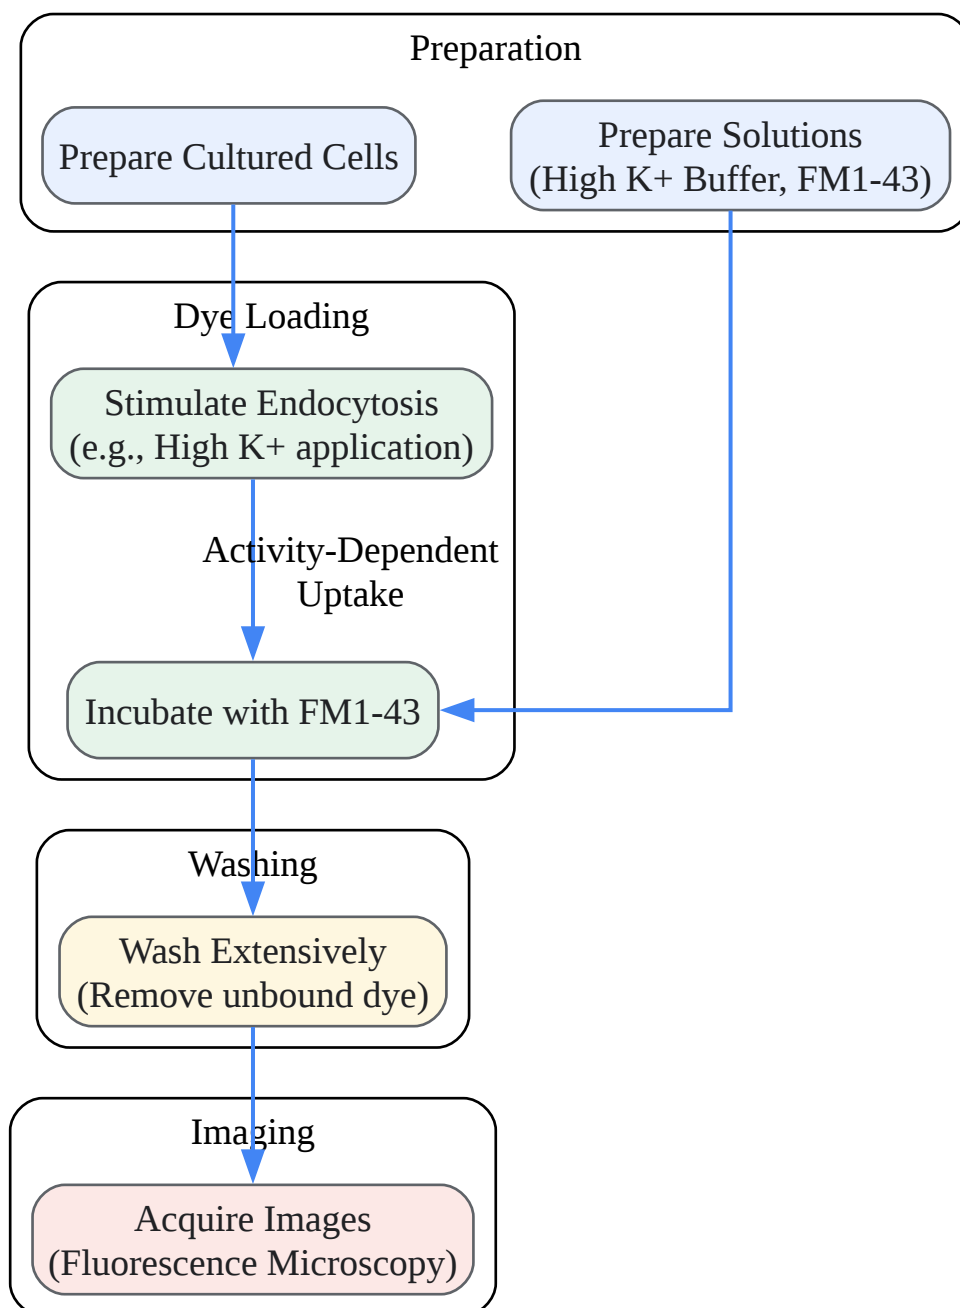 Preparation
Prepare Cultured Cells
Prepare Solutions
(High K+ Buffer, FM1-43)
Dye Loading
Stimulate Endocytosis
(e.g., High K+ application)
Activity-Dependent
Uptake
Incubate with FM1-43
Washing
Wash Extensively
(Remove unbound dye)
Imaging
Acquire Images
(Fluorescence Microscopy)